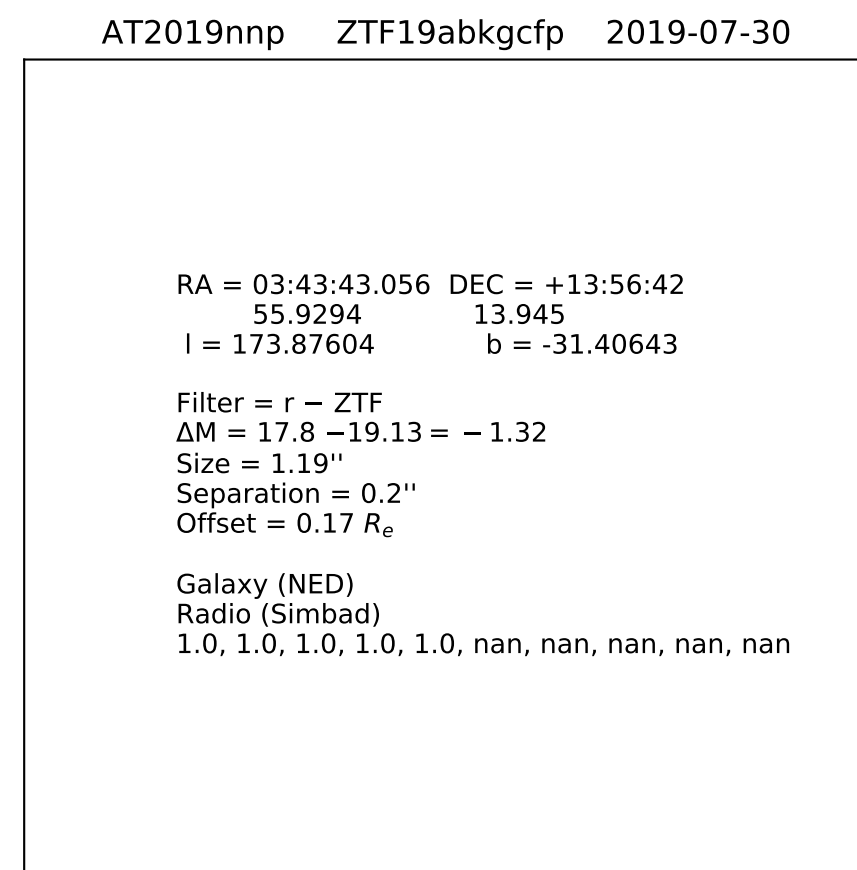 AT2019nnp ZTF19abkgcfp 2019-07-30
RA = 03:43:43.056 DEC = +13:56:42
55.9294 13.945
l = 173.87604 b = -31.40643
Filter = r − ZTF
ΔM = 17.8 −19.13 = − 1.32
Size = 1.19''
Separation = 0.2''
Offset = 0.17 Rₑ
Galaxy (NED)
Radio (Simbad)
1.0, 1.0, 1.0, 1.0, 1.0, nan, nan, nan, nan, nan